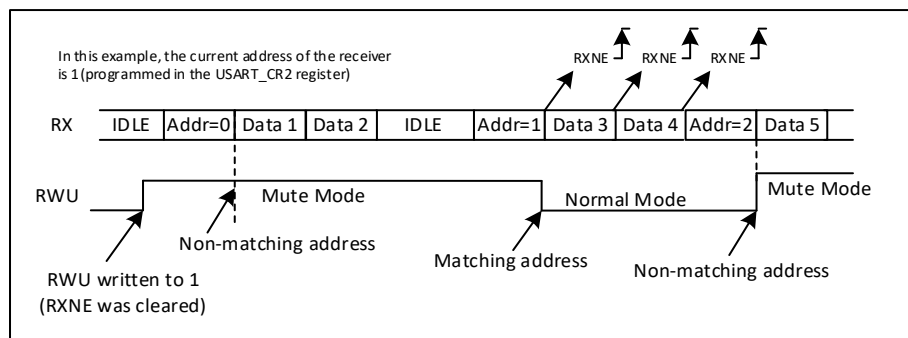 In this example, the current address of the receiver
is 1(programmed in the USART_CR2 register)
RXNE RXNE RXNE
RX IDLE Addr=0 Data 1 Data 2 IDLE Addr=1 Data 3 Data 4 Addr=2 Data 5
RWU Mute Mode Normal Mode Mute Mode
Non-matching address Matching address Non-matching address
RWU written to 1
(RXNE was cleared)